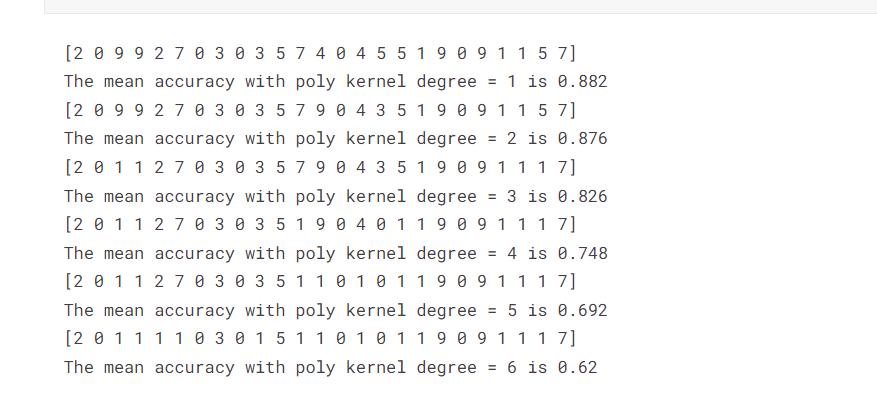 [2 0 9 9 2 7 0 3 0 3 5 7 4 0 4 5 5 1 9 0 9 1 1 5 7]
The mean accuracy with poly kernel degree = 1 is 0.882
[2 0 9 9 2 7 0 3 0 3 5 7 9 0 4 3 5 1 9 0 9 1 1 5 7]
The mean accuracy with poly kernel degree = 2 is 0.876
[2 0 1 1 2 7 0 3 0 3 5 7 9 0 4 3 5 1 9 0 9 1 1 1 7]
The mean accuracy with poly kernel degree = 3 is 0.826
[2 0 1 1 2 7 0 3 0 3 5 1 9 0 4 0 1 1 9 0 9 1 1 1 7]
The mean accuracy with poly kernel degree = 4 is 0.748
[2 0 1 1 2 7 0 3 0 3 5 1 1 0 1 0 1 1 9 0 9 1 1 1 7]
The mean accuracy with poly kernel degree = 5 is 0.692
[2 0 1 1 1 1 0 3 0 1 5 1 1 0 1 0 1 1 9 0 9 1 1 1 7]
The mean accuracy with poly kernel degree = 6 is 0.62